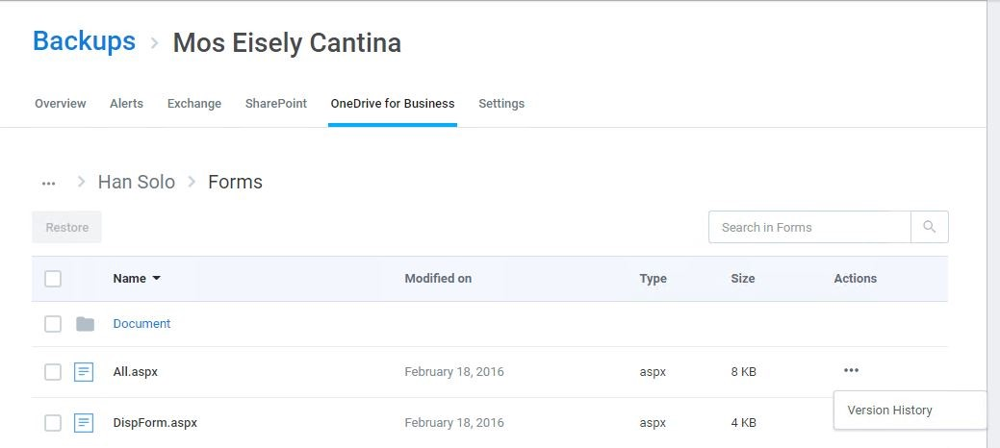 Backups > Mos Eisely Cantina
Overview Alerts Exchange SharePoint OneDrive for Business Settings
... > Han Solo > Forms
Restore Search in Forms
Name Modified on Type Size Actions
Document
All.aspx February 18, 2016 aspx 8 KB ...
Version History
DispForm.aspx February 18, 2016 aspx 4 KB